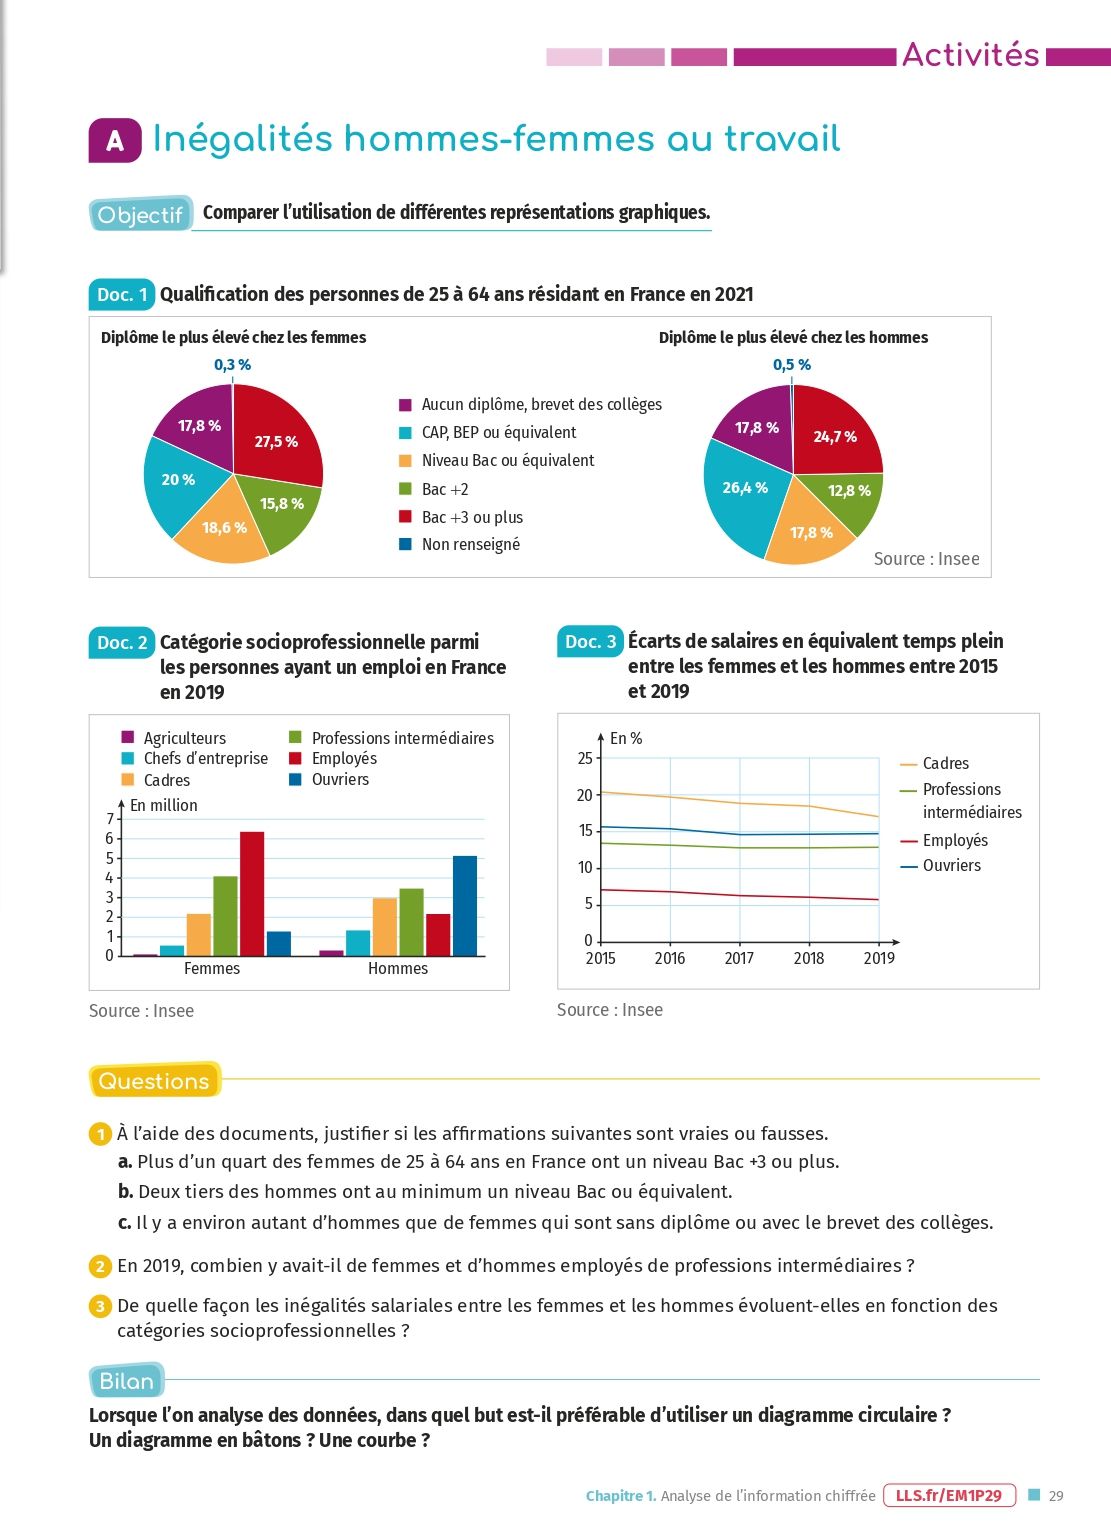 Activités
A Inégalités hommes-femmes au travail
Objectif Comparer l'utilisation de différentes représentations graphiques.
Doc. 1 Qualification des personnes de 25 à 64 ans résidant en France en 2021
Diplôme le plus élevé chez les femmes
0,3 %
17,8 %
27,5 %
20 %
15,8 %
18,6 %
Aucun diplôme, brevet des collèges
CAP, BEP ou équivalent
Niveau Bac ou équivalent
Bac +2
Bac +3 ou plus
Non renseigné
Diplôme le plus élevé chez les hommes
0,5 %
17,8 %
24,7 %
26,4 %
12,8 %
17,8 %
Source : Insee
Doc. 2 Catégorie socioprofessionnelle parmi
les personnes ayant un emploi en France
en 2019
Agriculteurs
Chefs d'entreprise
Cadres
Professions intermédiaires
Employés
Ouvriers
En million
7
6
5
4
3
2
1
0
Femmes
Hommes
Source : Insee
Doc. 3 Écarts de salaires en équivalent temps plein
entre les femmes et les hommes entre 2015
et 2019
En %
25
20
15
10
5
0
2015 2016 2017 2018 2019
Cadres
Professions
intermédiaires
Employés
Ouvriers
Source : Insee
Questions
1 À l'aide des documents, justifier si les affirmations suivantes sont vraies ou fausses.
a. Plus d'un quart des femmes de 25 à 64 ans en France ont un niveau Bac +3 ou plus.
b. Deux tiers des hommes ont au minimum un niveau Bac ou équivalent.
c. Il y a environ autant d'hommes que de femmes qui sont sans diplôme ou avec le brevet des collèges.
2 En 2019, combien y avait-il de femmes et d'hommes employés de professions intermédiaires ?
3 De quelle façon les inégalités salariales entre les femmes et les hommes évoluent-elles en fonction des
catégories socioprofessionnelles ?
Bilan
Lorsque l'on analyse des données, dans quel but est-il préférable d'utiliser un diagramme circulaire ?
Un diagramme en bâtons ? Une courbe ?
Chapitre 1. Analyse de l'information chiffrée LLS.fr/EM1P29 29